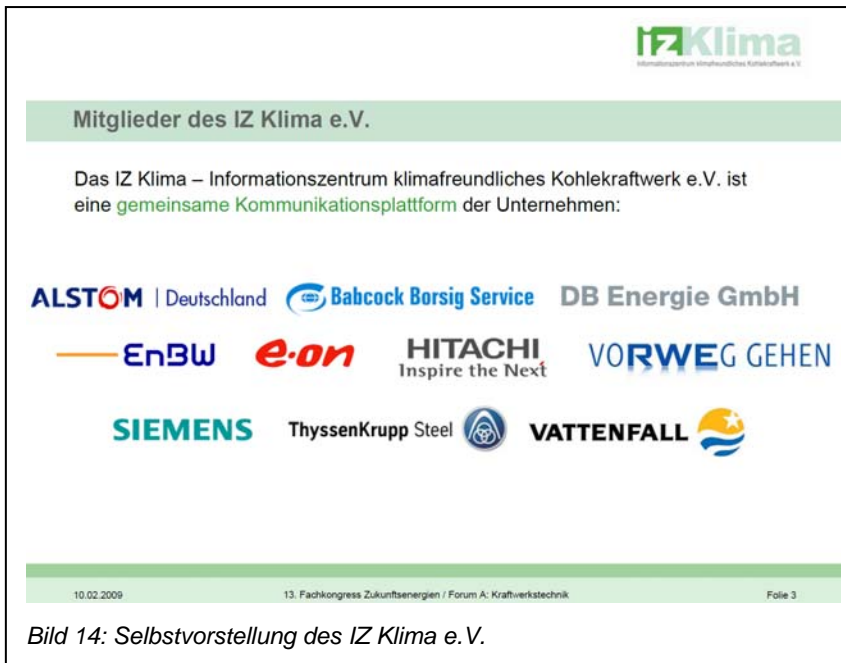 izKlima
Informationszentrum klimafreundliches Kohlekraftwerk e.V.
Mitglieder des IZ Klima e.V.
Das IZ Klima – Informationszentrum klimafreundliches Kohlekraftwerk e.V. ist
eine gemeinsame Kommunikationsplattform der Unternehmen:
ALSTOM | Deutschland Babcock Borsig Service DB Energie GmbH
EnBW e·on HITACHI VORWEG GEHEN
Inspire the Next
SIEMENS ThyssenKrupp Steel VATTENFALL
10.02.2009 13. Fachkongress Zukunftsenergien / Forum A: Kraftwerkstechnik Folie 3
Bild 14: Selbstvorstellung des IZ Klima e.V.